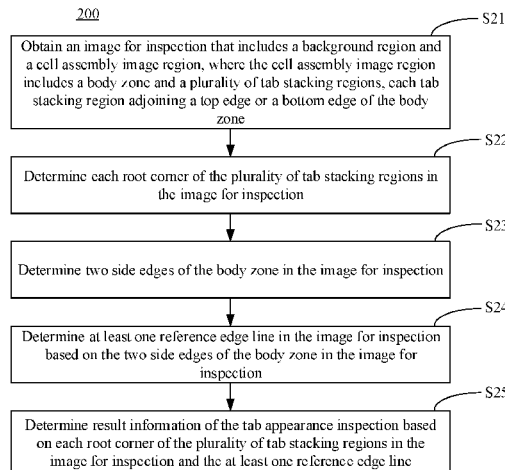 200
S21
Obtain an image for inspection that includes a background region and
a cell assembly image region, where the cell assembly image region
includes a body zone and a plurality of tab stacking regions, each tab
stacking region adjoining a top edge or a bottom edge of the body
zone
S22
Determine each root corner of the plurality of tab stacking regions in
the image for inspection
S23
Determine two side edges of the body zone in the image for inspection
S24
Determine at least one reference edge line in the image for inspection
based on the two side edges of the body zone in the image for
inspection
S25
Determine result information of the tab appearance inspection based
on each root corner of the plurality of tab stacking regions in the
image for inspection and the at least one reference edge line